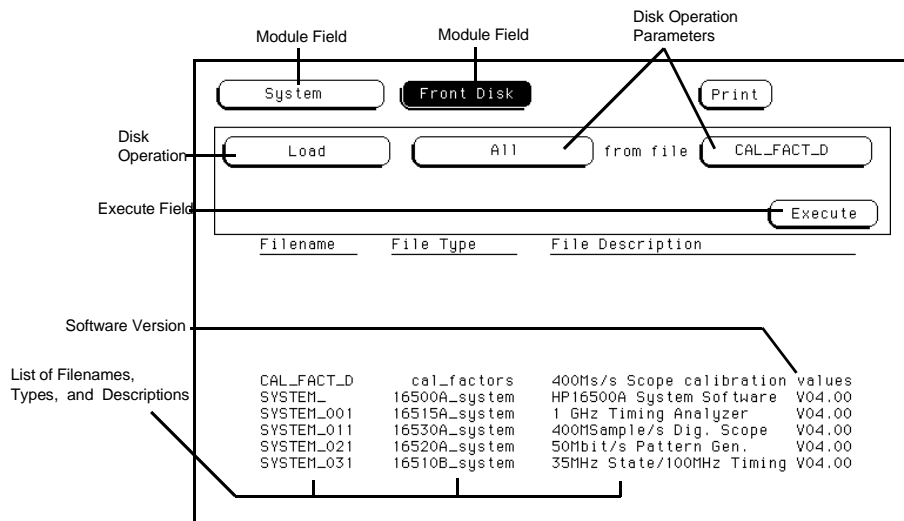 Module Field
Module Field
Disk Operation
Parameters
System
Front Disk
Print
Disk
Operation
Load
All
from file
CAL_FACT_D
Execute Field
Execute
Filename File Type File Description
Software Version
List of Filenames,
Types, and Descriptions
CAL_FACT_D cal_factors 400Ms/s Scope calibration values
SYSTEM_ 16500A_system HP16500A System Software V04.00
SYSTEM_001 16515A_system 1 GHz Timing Analyzer V04.00
SYSTEM_011 16530A_system 400MSample/s Dig. Scope V04.00
SYSTEM_021 16520A_system 50Mbit/s Pattern Gen. V04.00
SYSTEM_031 16510B_system 35MHz State/100MHz Timing V04.00